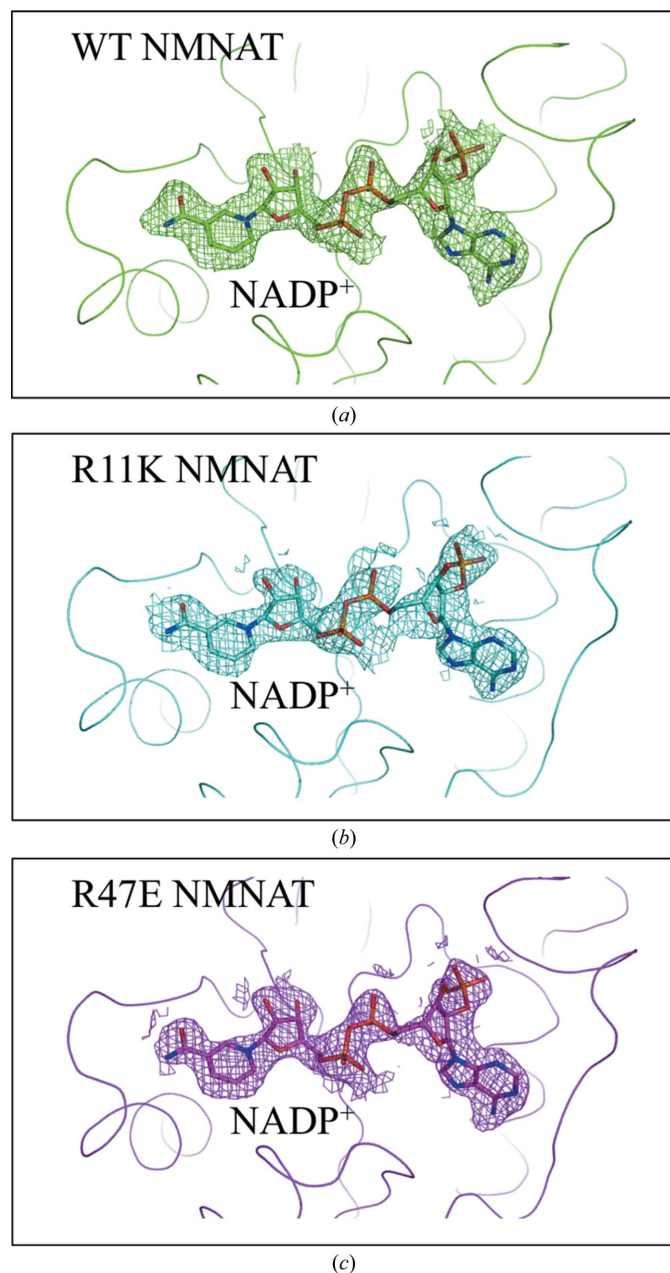 WT NMNAT
NADP⁺
(a)
R11K NMNAT
NADP⁺
(b)
R47E NMNAT
NADP⁺
(c)